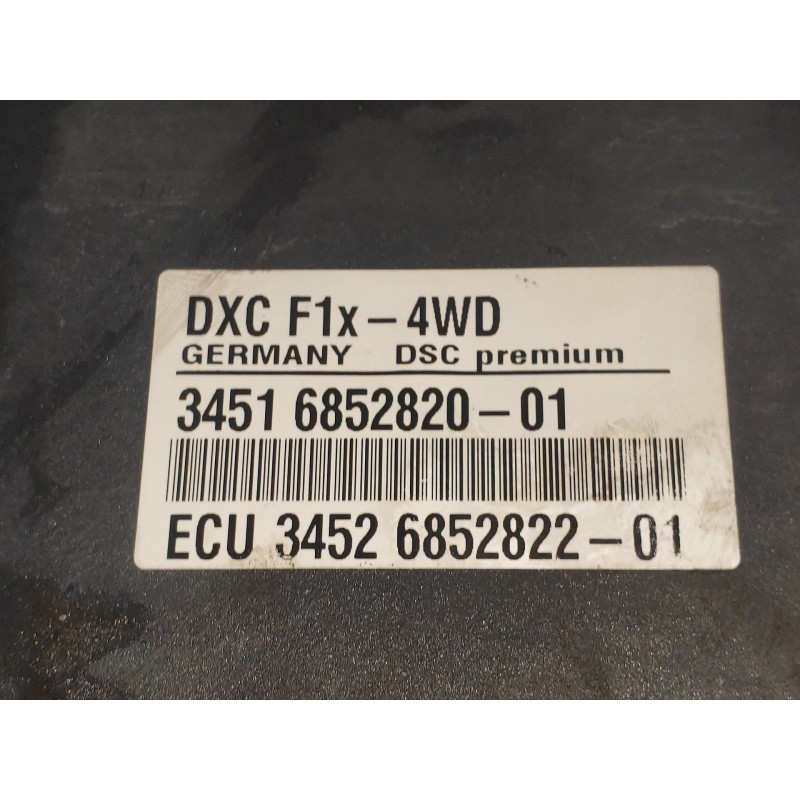 DXC F1x-4WD
GERMANY DSC premium
3451 6852820-01
ECU 3452 6852822-01